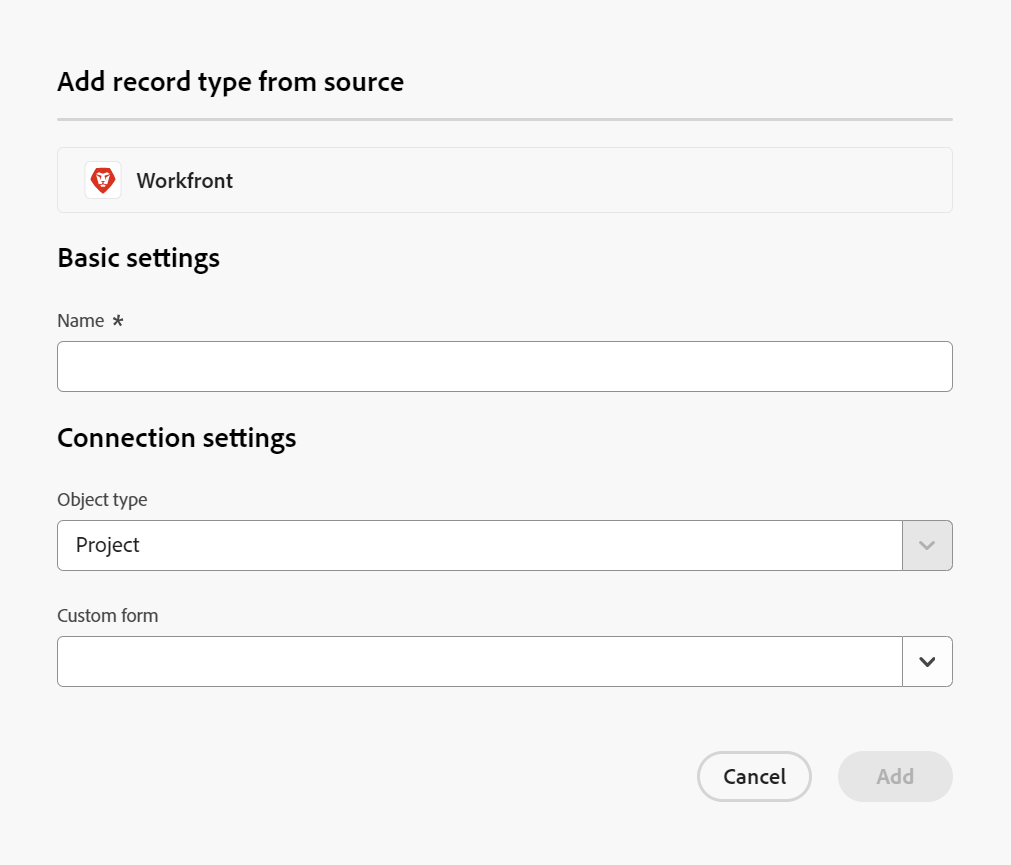 Add record type from source
Workfront
Basic settings
Name *
Connection settings
Object type
Project
Custom form
Cancel Add